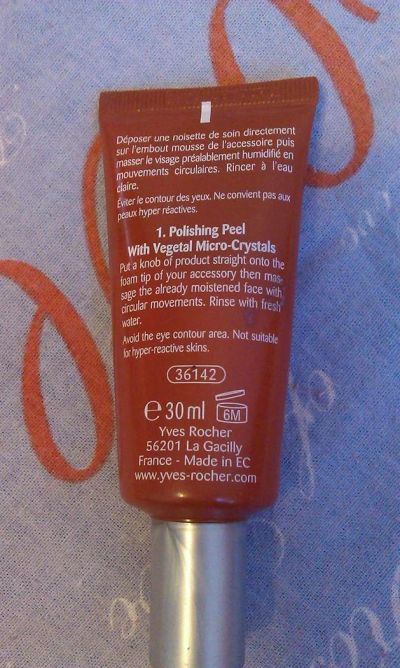 Déposer une noisette de soin directement
sur l'embout mousse de l'accessoire puis
masser le visage préalablement humidifié en
mouvements circulaires. Rincer à l'eau
claire.
Éviter le contour des yeux. Ne convient pas aux
peaux hyper réactives.
1. Polishing Peel
With Vegetal Micro-Crystals
Put a knob of product straight onto the
foam tip of your accessory then mas-
sage the already moistened face with
circular movements. Rinse with fresh
water.
Avoid the eye contour area. Not suitable
for hyper-reactive skins.
36142
℮ 30 ml 6M
Yves Rocher
56201 La Gacilly
France - Made in EC
www.yves-rocher.com